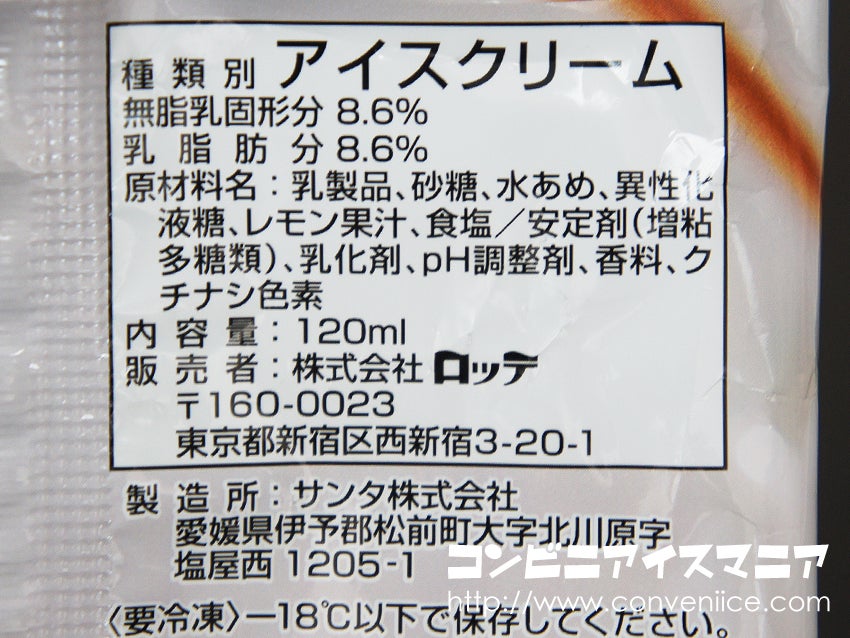 種類別 アイスクリーム
無脂乳固形分 8.6%
乳脂肪分 8.6%
原材料名：乳製品、砂糖、水あめ、異性化
液糖、レモン果汁、食塩／安定剤（増粘
多糖類）、乳化剤、pH調整剤、香料、ク
チナシ色素
内容量：120ml
販売者：株式会社 ロッテ
〒160-0023
東京都新宿区西新宿3-20-1
製造所：サンタ株式会社
愛媛県伊予郡松前町大字北川原字
塩屋西 1205-1
〈要冷凍〉－18℃以下で保存してください。
コンビニアイスマニア
http://www.conveniice.com/